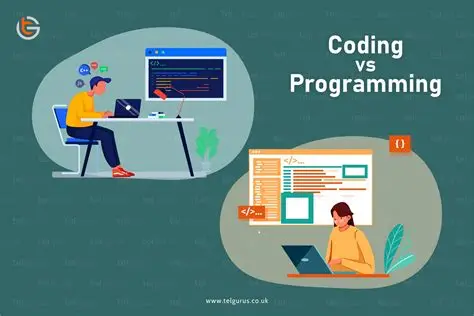 Coding
vs
Programming
C++
</>
{ }
</>...
</>...
www.telgurus.co.uk